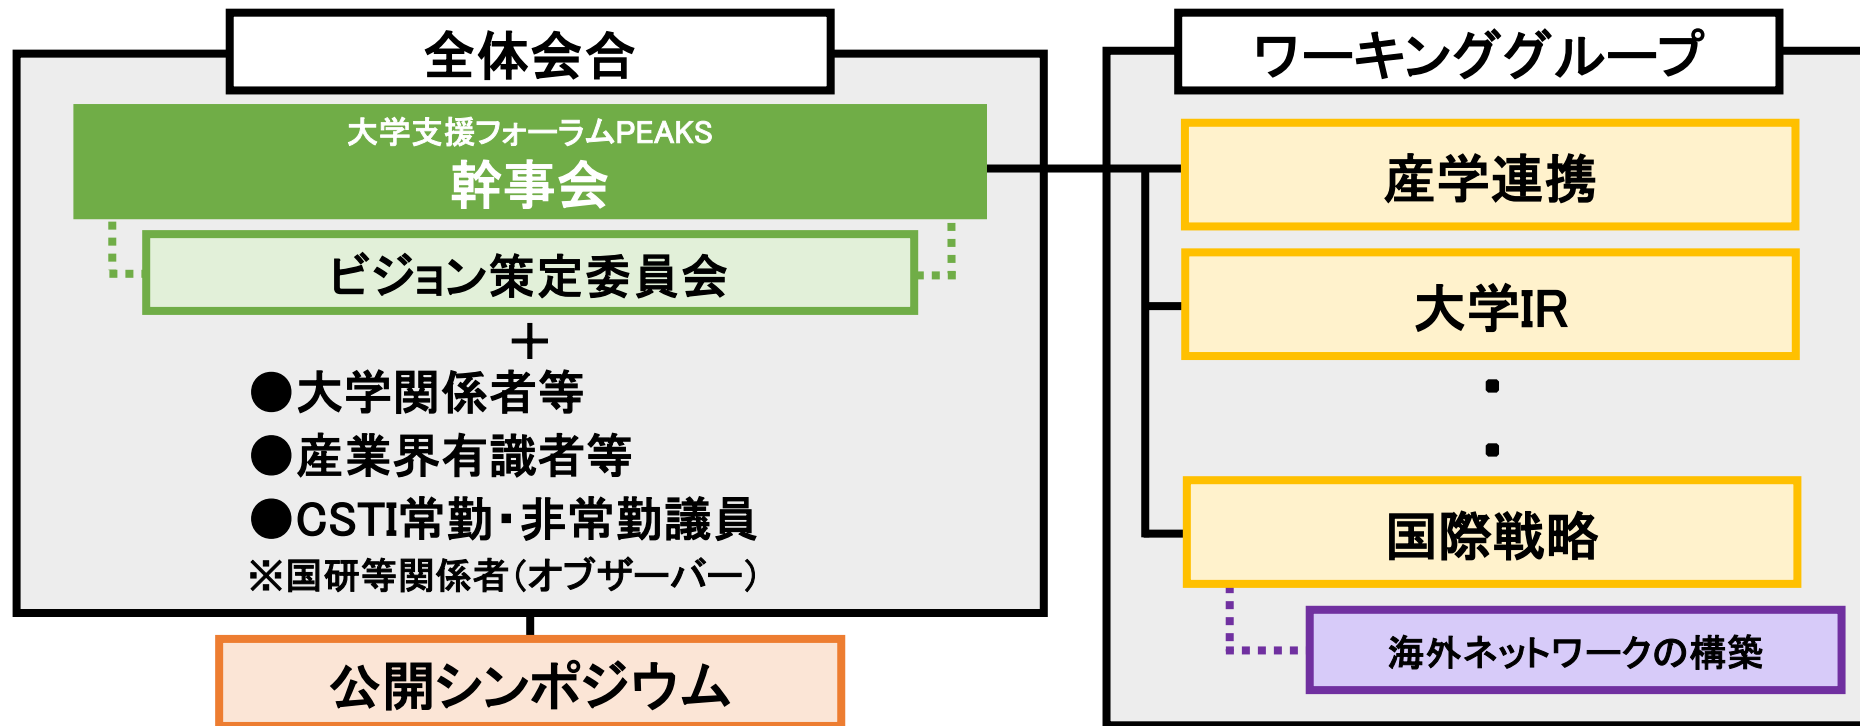 全体会合
大学支援フォーラムPEAKS
幹事会
ビジョン策定委員会
＋
●大学関係者等
●産業界有識者等
●CSTI常勤・非常勤議員
※国研等関係者（オブザーバー）
公開シンポジウム
ワーキンググループ
産学連携
大学IR
・
・
国際戦略
海外ネットワークの構築